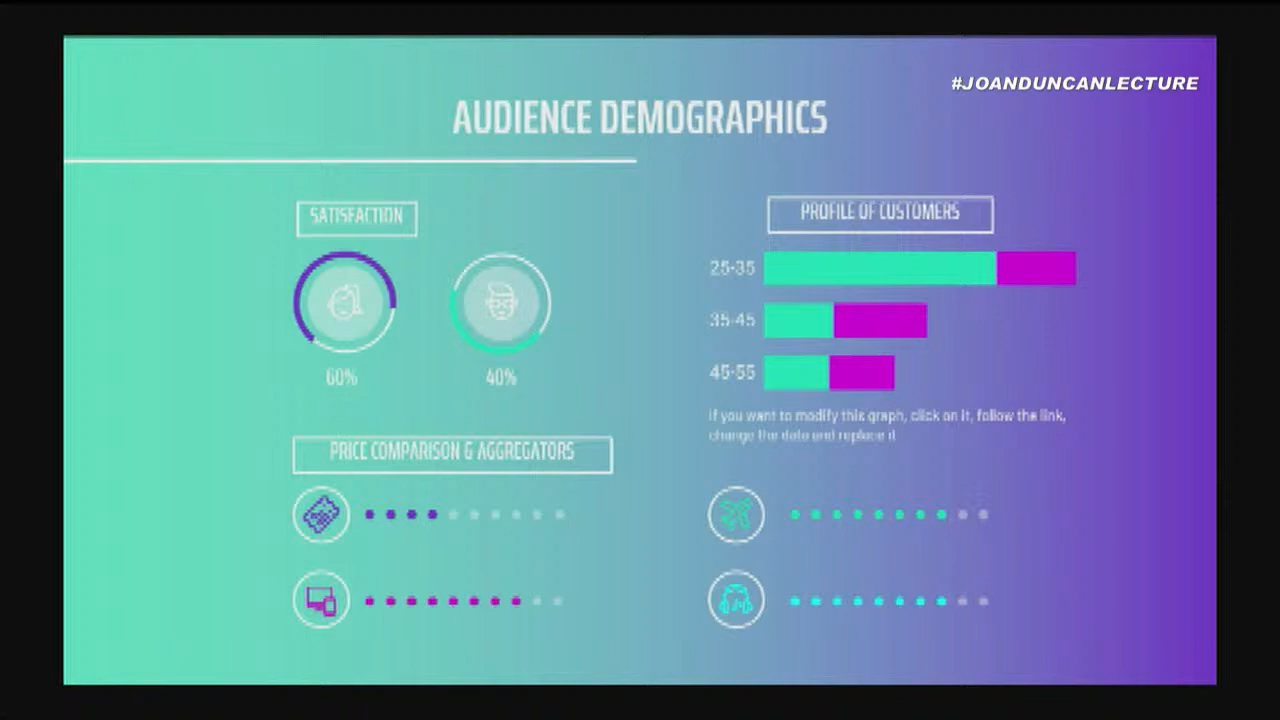 #JOANDUNCANLECTURE
AUDIENCE DEMOGRAPHICS
SATISFACTION
60%
40%
PROFILE OF CUSTOMERS
25-35
35-45
45-55
If you want to modify this graph, click on it, follow the link,
change the data and replace it
PRICE COMPARISON & AGGREGATORS